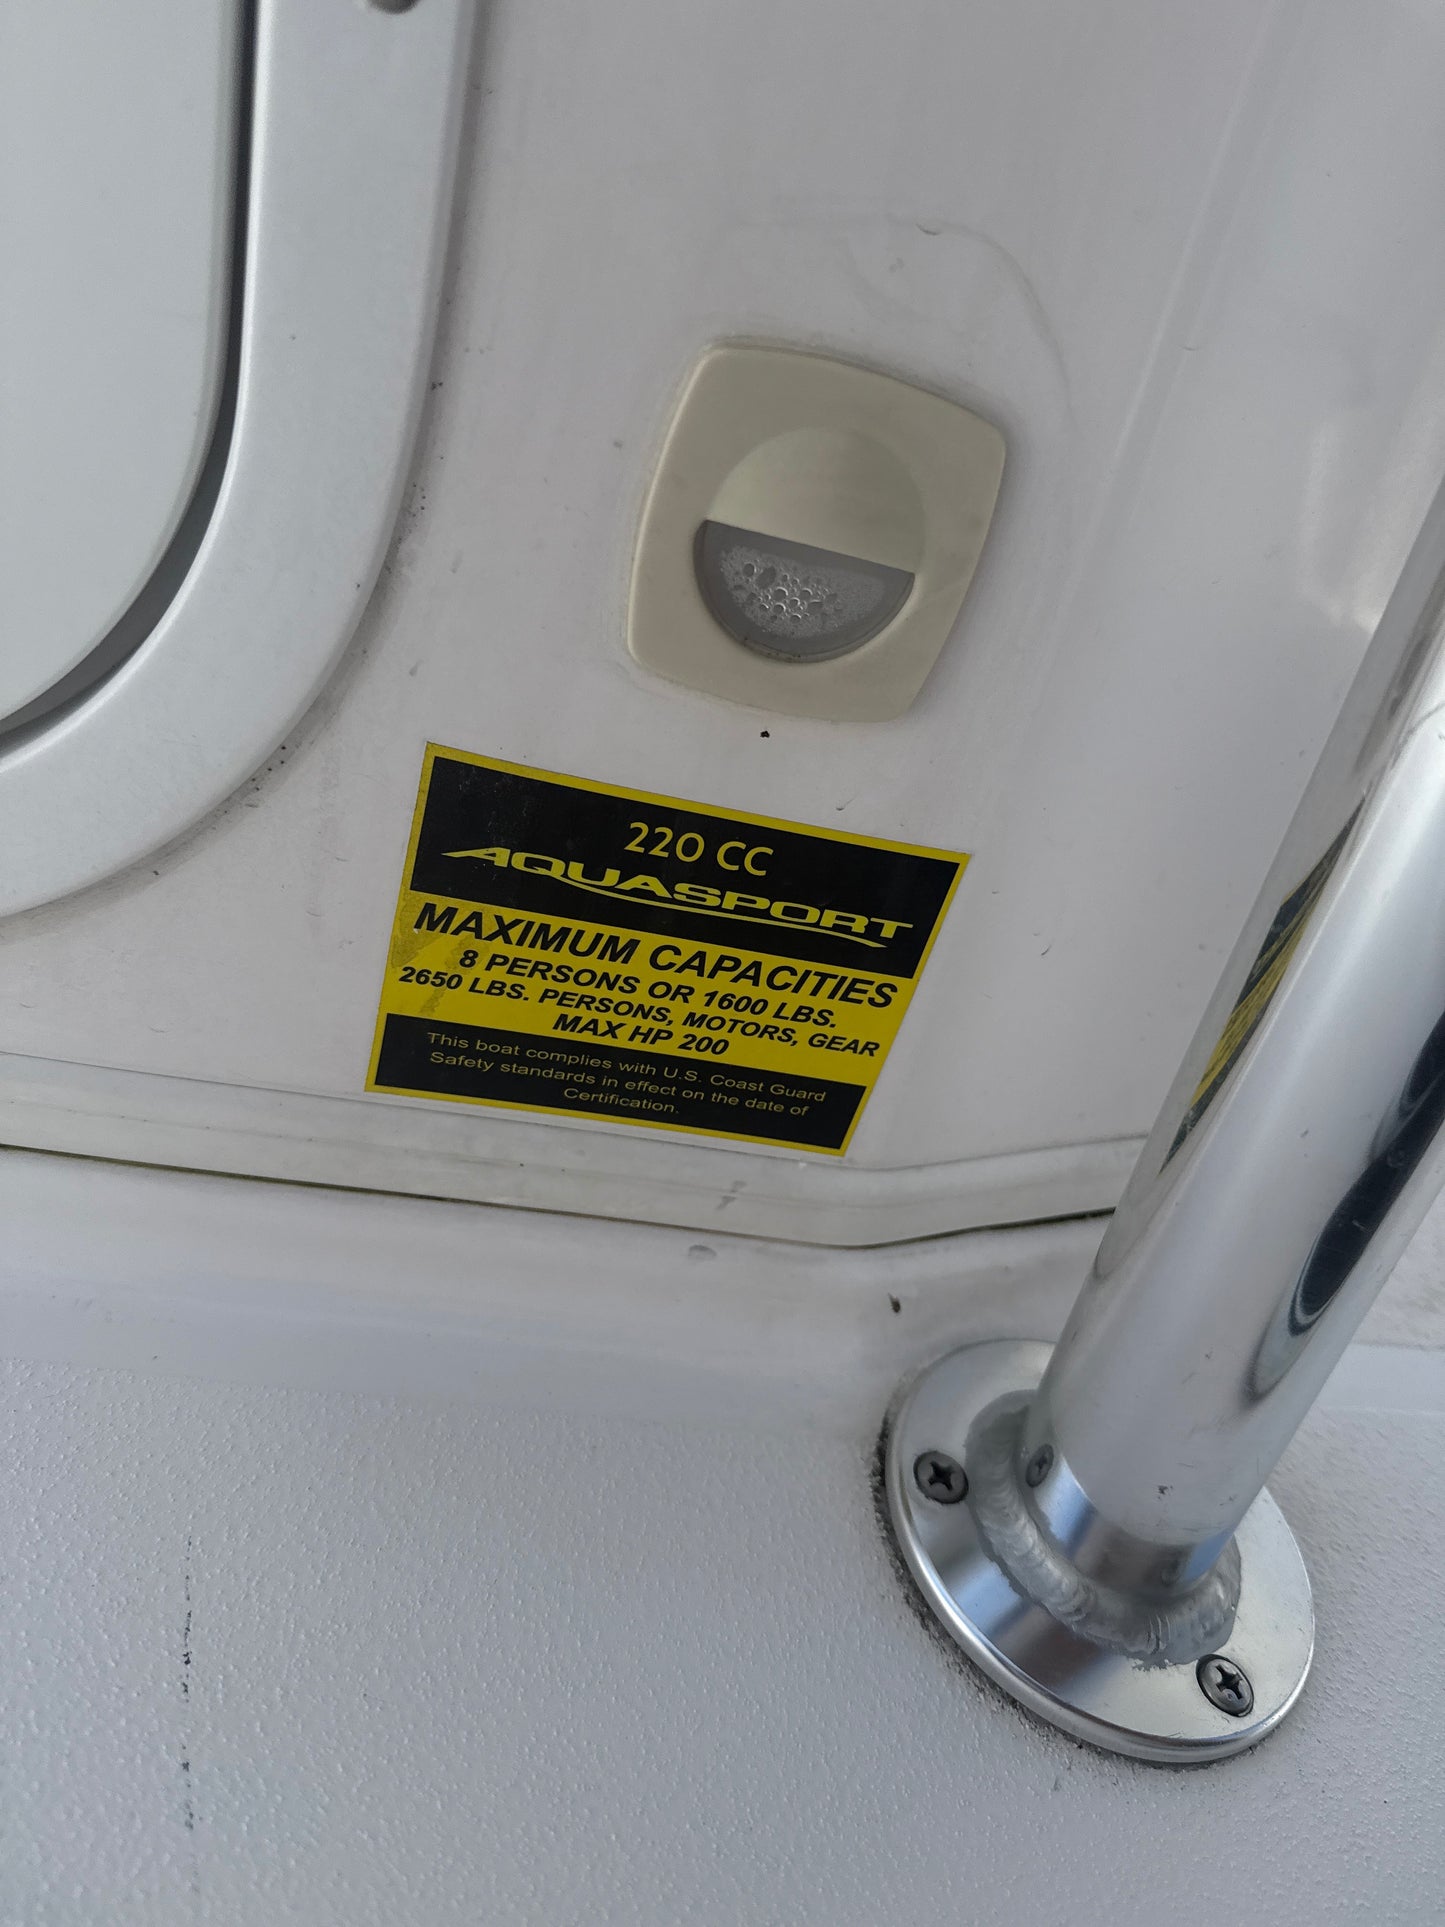 220 CC
AQUASPORT
MAXIMUM CAPACITIES
8 PERSONS OR 1600 LBS.
2650 LBS. PERSONS, MOTORS, GEAR
MAX HP 200
This boat complies with U.S. Coast Guard
Safety standards in effect on the date of
Certification.